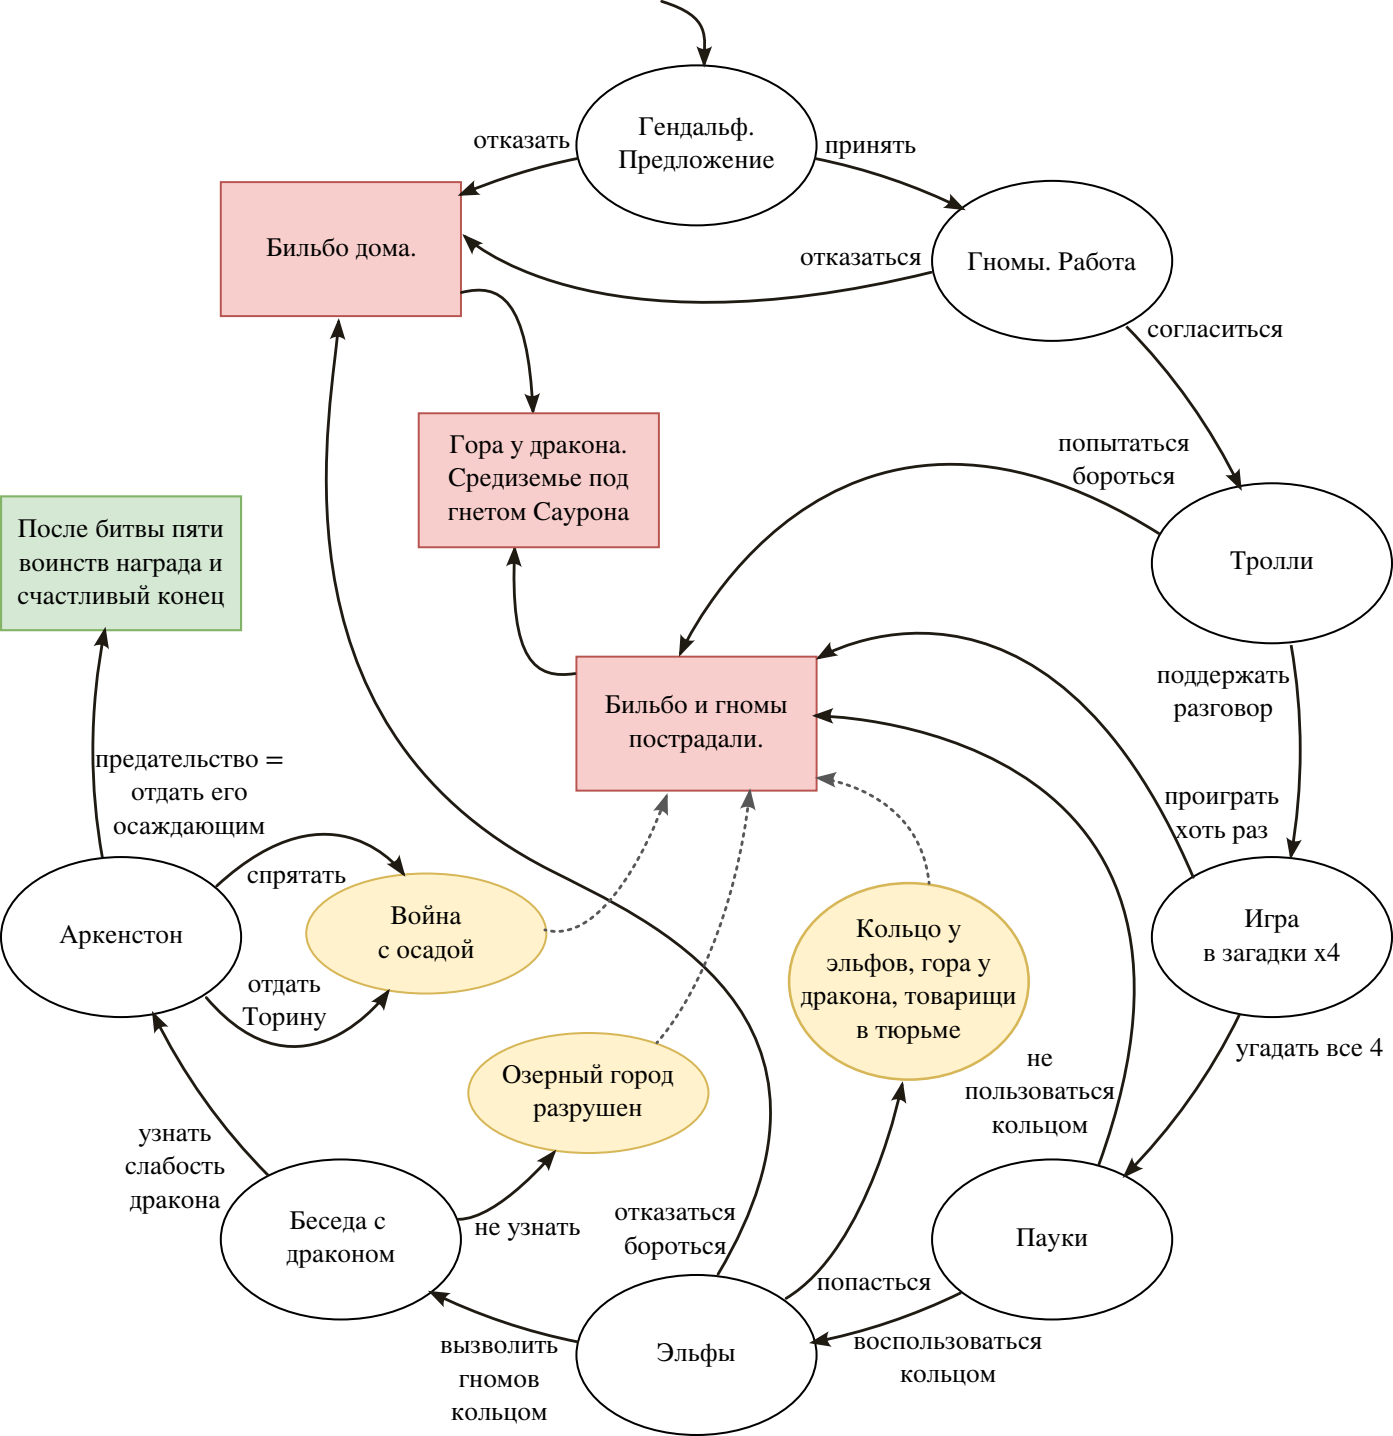 Гендальф.
Предложение
отказать
принять
Бильбо дома.
отказаться
Гномы. Работа
согласиться
Гора у дракона.
Средиземье под
гнетом Саурона
попытаться
бороться
После битвы пяти
воинств награда и
счастливый конец
Тролли
поддержать
разговор
Бильбо и гномы
пострадали.
предательство =
отдать его
осаждающим
проиграть
хоть раз
спрятать
Аркенстон
Война
с осадой
Кольцо у
эльфов, гора у
дракона, товарищи
в тюрьме
Игра
в загадки х4
отдать
Торину
угадать все 4
не
пользоваться
кольцом
Озерный город
разрушен
узнать
слабость
дракона
Беседа с
драконом
не узнать
отказаться
бороться
Пауки
попасться
вызволить
гномов
кольцом
Эльфы
воспользоваться
кольцом